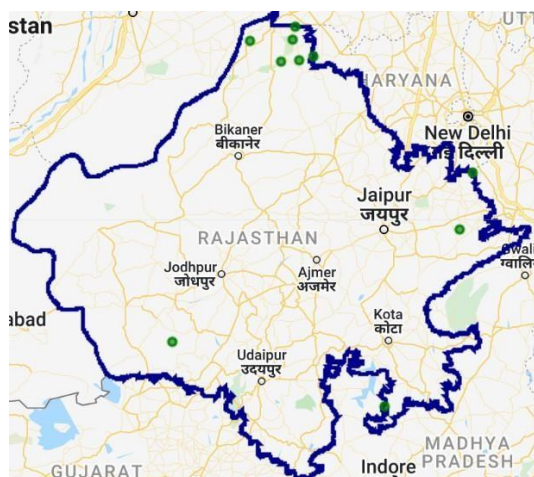 stan
UTT
HARYANA
New Delhi
नई दिल्ली
Bikaner
बीकानेर
Jaipur
जयपुर
RAJASTHAN
Gwali
ग्वालि
Jodhpur
जोधपुर
Ajmer
अजमेर
abad
Kota
कोटा
Udaipur
उदयपुर
MADHYA
PRADESH
Indore
GUJARAT